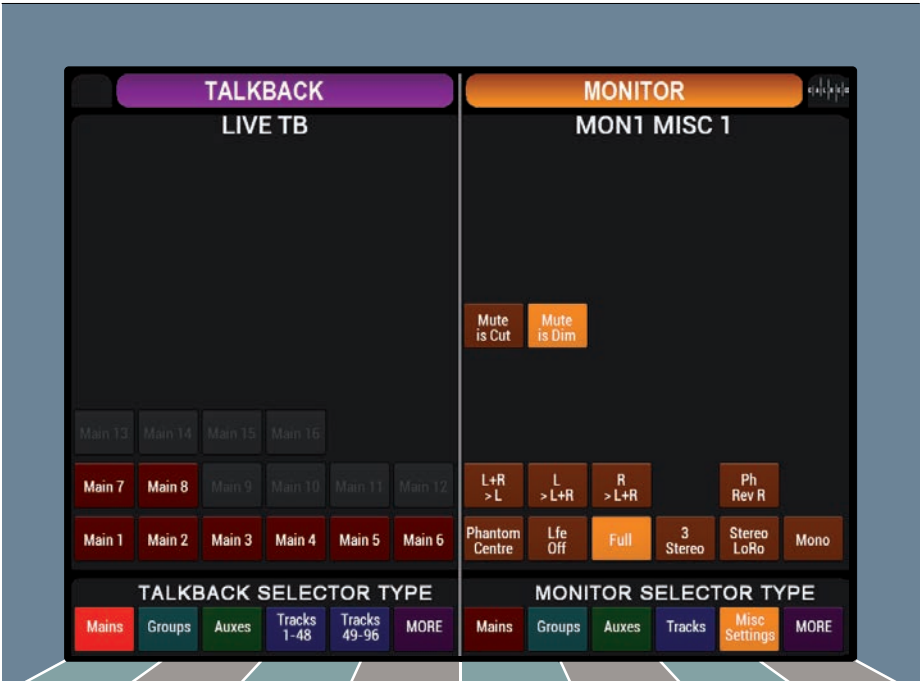 TALKBACK
LIVE TB
Main 13 Main 14 Main 15 Main 16
Main 7 Main 8 Main 9 Main 10 Main 11 Main 12
Main 1 Main 2 Main 3 Main 4 Main 5 Main 6
TALKBACK SELECTOR TYPE
Mains Groups Auxes Tracks 1-48 Tracks 49-96 MORE
MONITOR
CALREC
MON1 MISC 1
Mute is Cut Mute is Dim
L+R >L L >L+R R >L+R Ph Rev R
Phantom Centre Lfe Off Full 3 Stereo Stereo LoRo Mono
MONITOR SELECTOR TYPE
Mains Groups Auxes Tracks Misc Settings MORE